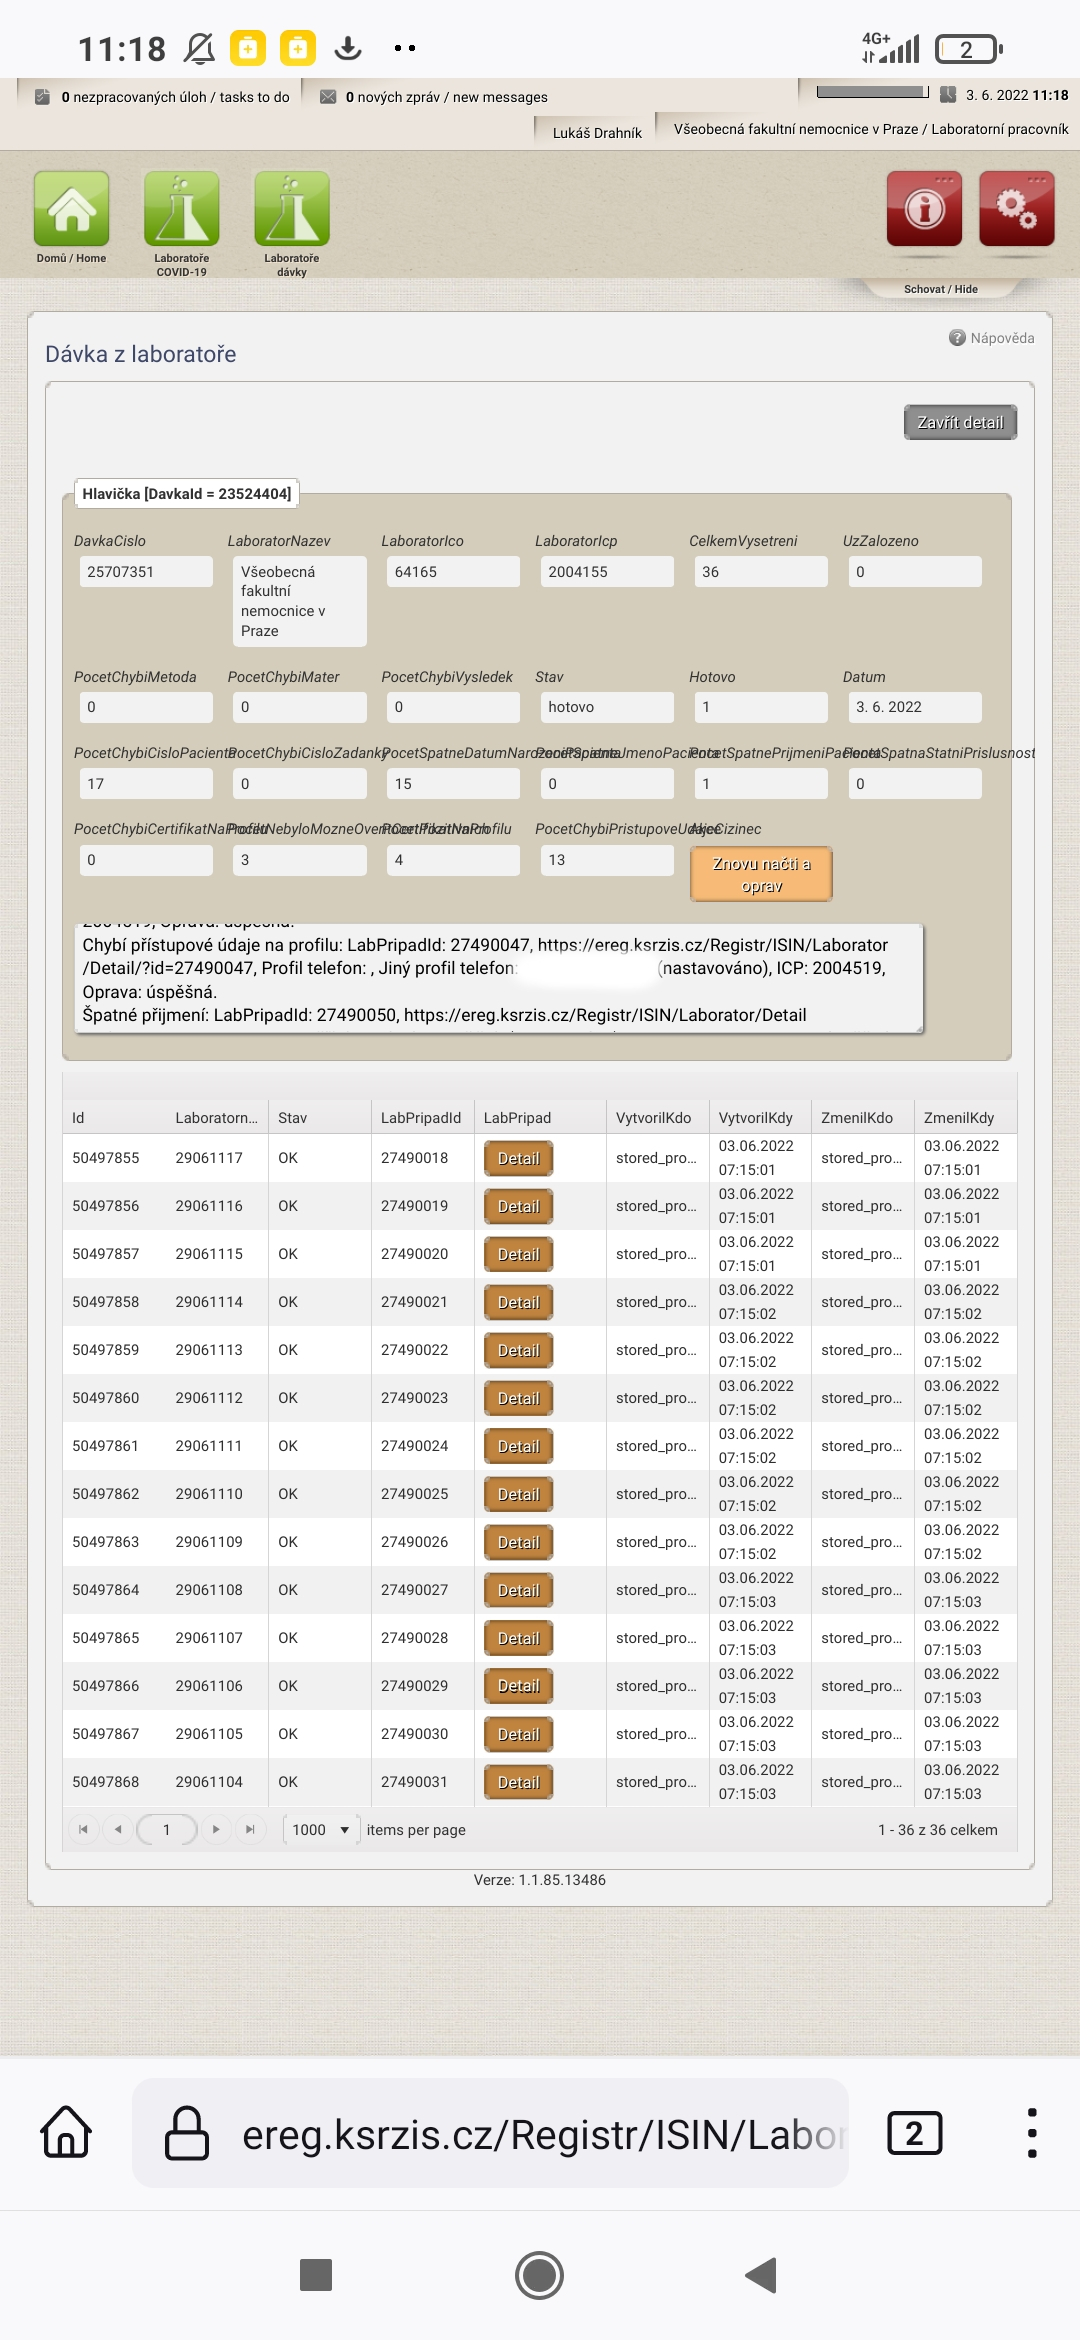 11:18
4G+
2
0 nezpracovaných úloh / tasks to do
0 nových zpráv / new messages
3. 6. 2022 11:18
Lukáš Drahník
Všeobecná fakultní nemocnice v Praze / Laboratorní pracovník
Domů / Home
Laboratoře COVID-19
Laboratoře dávky
Schovat / Hide
Nápověda
Dávka z laboratoře
Zavřít detail
Hlavička [DavkaId = 23524404]
DavkaCislo LaboratorNazev LaboratorIco LaboratorIcp CelkemVysetreni UzZalozeno
25707351 Všeobecná fakultní nemocnice v Praze 64165 2004155 36 0
PocetChybiMetoda PocetChybiMater PocetChybiVysledek Stav Hotovo Datum
0 0 0 hotovo 1 3. 6. 2022
PocetChybiCisloPacienta PocetChybiCisloZadanky PocetSpatneDatumNarozeniPacienta PocetSpatneJmenoPacienta PocetSpatnePrijmeniPacienta PocetSpatnaStatniPrislusnost
17 0 15 0 1 0
PocetChybiCertifikatNaProfilu PocetChybiPristupoveUdaje
0 3 4 13
Znovu načti a oprav
Chybí přístupové údaje na profilu: LabPripadId: 27490047, https://ereg.ksrzis.cz/Registr/ISIN/Laborator
/Detail/?id=27490047, Profil telefon: , Jiný profil telefon: (nastavováno), ICP: 2004519,
Oprava: úspěšná.
Špatné přijmení: LabPripadId: 27490050, https://ereg.ksrzis.cz/Registr/ISIN/Laborator/Detail
Id Laboratorn... Stav LabPripadId LabPripad VytvorilKdo VytvorilKdy ZmenilKdo ZmenilKdy
50497855 29061117 OK 27490018 Detail stored_pro... 03.06.2022 07:15:01 stored_pro... 03.06.2022 07:15:01
50497856 29061116 OK 27490019 Detail stored_pro... 03.06.2022 07:15:01 stored_pro... 03.06.2022 07:15:01
50497857 29061115 OK 27490020 Detail stored_pro... 03.06.2022 07:15:01 stored_pro... 03.06.2022 07:15:01
50497858 29061114 OK 27490021 Detail stored_pro... 03.06.2022 07:15:02 stored_pro... 03.06.2022 07:15:02
50497859 29061113 OK 27490022 Detail stored_pro... 03.06.2022 07:15:02 stored_pro... 03.06.2022 07:15:02
50497860 29061112 OK 27490023 Detail stored_pro... 03.06.2022 07:15:02 stored_pro... 03.06.2022 07:15:02
50497861 29061111 OK 27490024 Detail stored_pro... 03.06.2022 07:15:02 stored_pro... 03.06.2022 07:15:02
50497862 29061110 OK 27490025 Detail stored_pro... 03.06.2022 07:15:02 stored_pro... 03.06.2022 07:15:02
50497863 29061109 OK 27490026 Detail stored_pro... 03.06.2022 07:15:02 stored_pro... 03.06.2022 07:15:02
50497864 29061108 OK 27490027 Detail stored_pro... 03.06.2022 07:15:03 stored_pro... 03.06.2022 07:15:03
50497865 29061107 OK 27490028 Detail stored_pro... 03.06.2022 07:15:03 stored_pro... 03.06.2022 07:15:03
50497866 29061106 OK 27490029 Detail stored_pro... 03.06.2022 07:15:03 stored_pro... 03.06.2022 07:15:03
50497867 29061105 OK 27490030 Detail stored_pro... 03.06.2022 07:15:03 stored_pro... 03.06.2022 07:15:03
50497868 29061104 OK 27490031 Detail stored_pro... 03.06.2022 07:15:03 stored_pro... 03.06.2022 07:15:03
1 1000 items per page 1 - 36 z 36 celkem
Verze: 1.1.85.13486
ereg.ksrzis.cz/Registr/ISIN/Labor
2